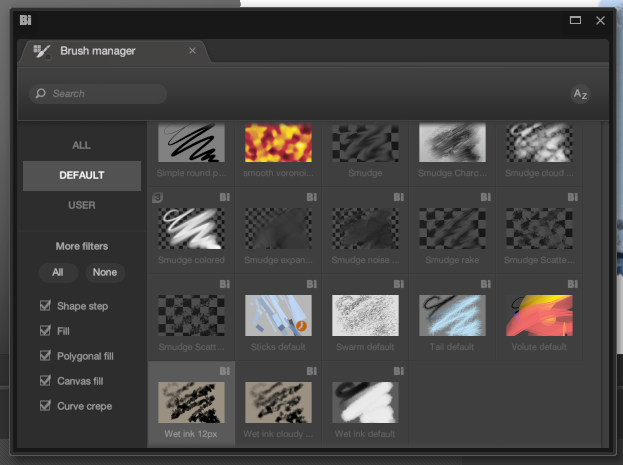 Bi
Brush manager
Search
AZ
ALL
DEFAULT
USER
More filters
All None
Shape step
Fill
Polygonal fill
Canvas fill
Curve crepe
Simple round p... smooth voronoi... Smudge Smudge Charc... Smudge cloud ...
Bi Bi Bi Bi Bi
Smudge colored Smudge expan... Smudge noise ... Smudge rake Smudge Scatte...
Bi Bi Bi Bi Bi
Smudge Scatt... Sticks default Swarm default Tail default Volute default
Bi Bi Bi
Wet ink 12px Wet ink cloudy ... Wet ink default